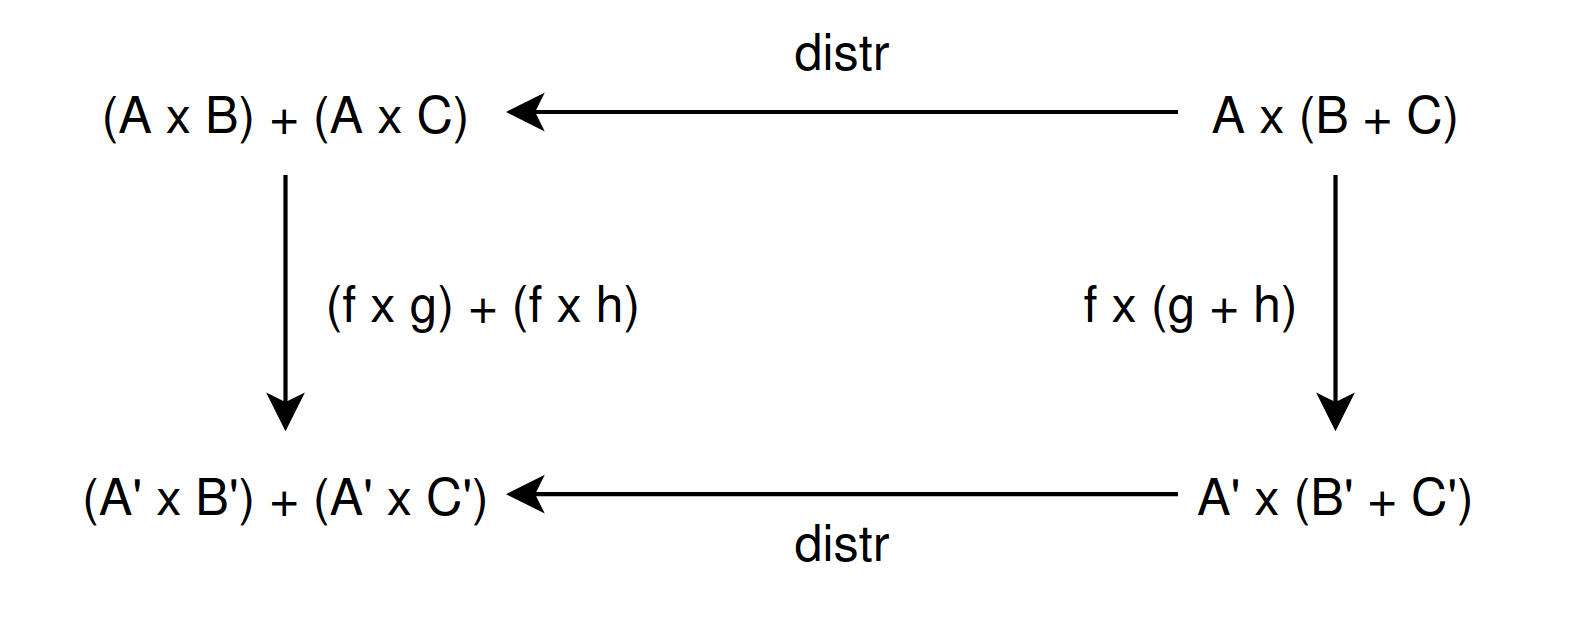 distr
(A x B) + (A x C)
A x (B + C)
(f x g) + (f x h)
f x (g + h)
(A' x B') + (A' x C')
A' x (B' + C')
distr